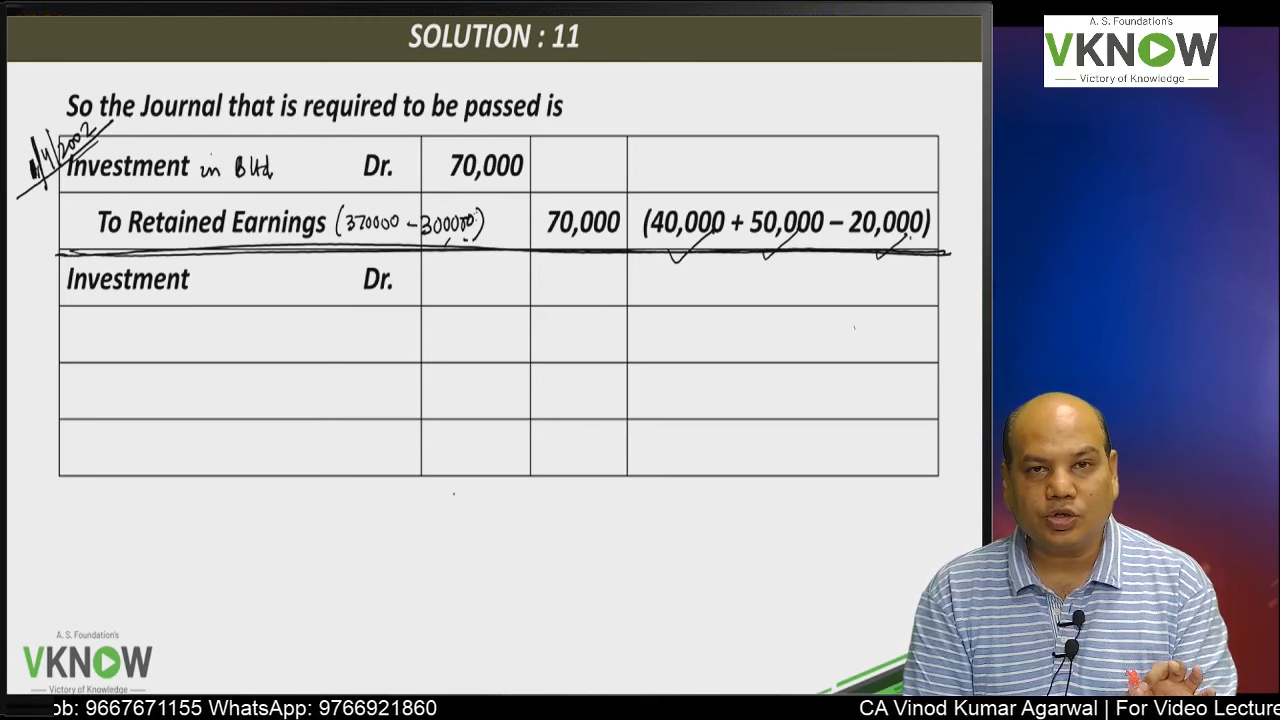 SOLUTION : 11
A. S. Foundation's
VKNOW
Victory of Knowledge
So the Journal that is required to be passed is
1/4/2002
Investment in B Ltd Dr. 70,000
To Retained Earnings (370000 - 300000) 70,000 (40,000 + 50,000 – 20,000)
Investment Dr.
A. S. Foundation's
VKNOW
Victory of Knowledge
ob: 9667671155 WhatsApp: 9766921860
CA Vinod Kumar Agarwal | For Video Lecture